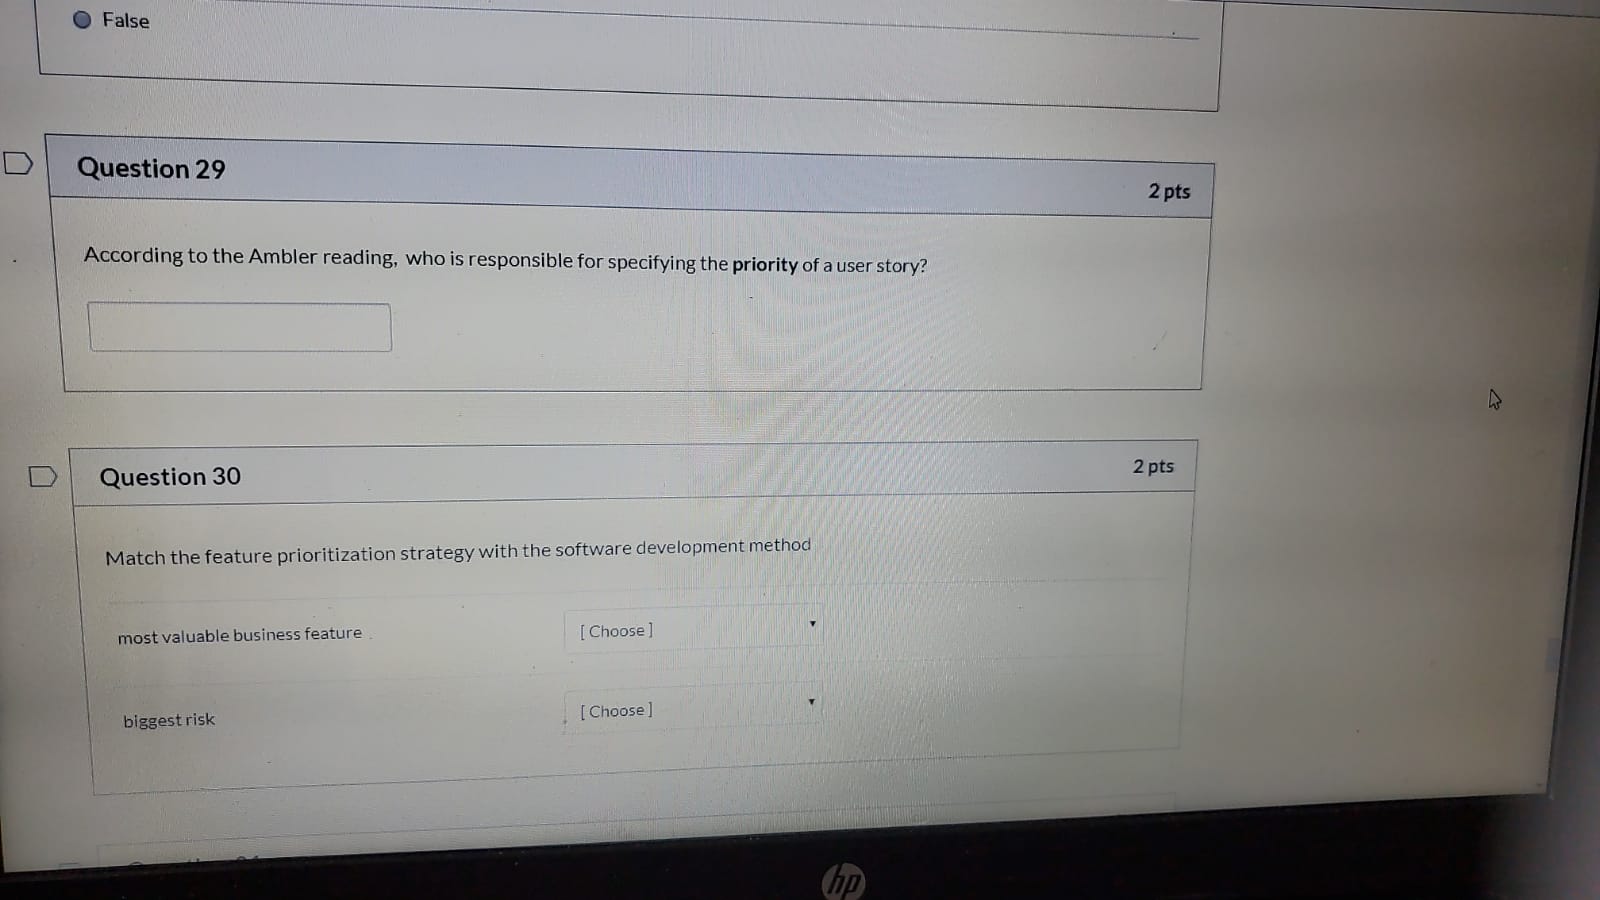 False
Question 29
2 pts
According to the Ambler reading, who is responsible for specifying the priority of a user story?
Question 30
2 pts
Match the feature prioritization strategy with the software development method
most valuable business feature
[ Choose ]
biggest risk
[ Choose ]
hp